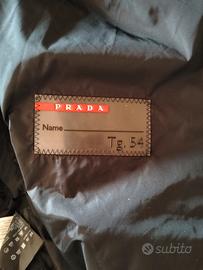 PRADA
Name
Tg. 54
subito